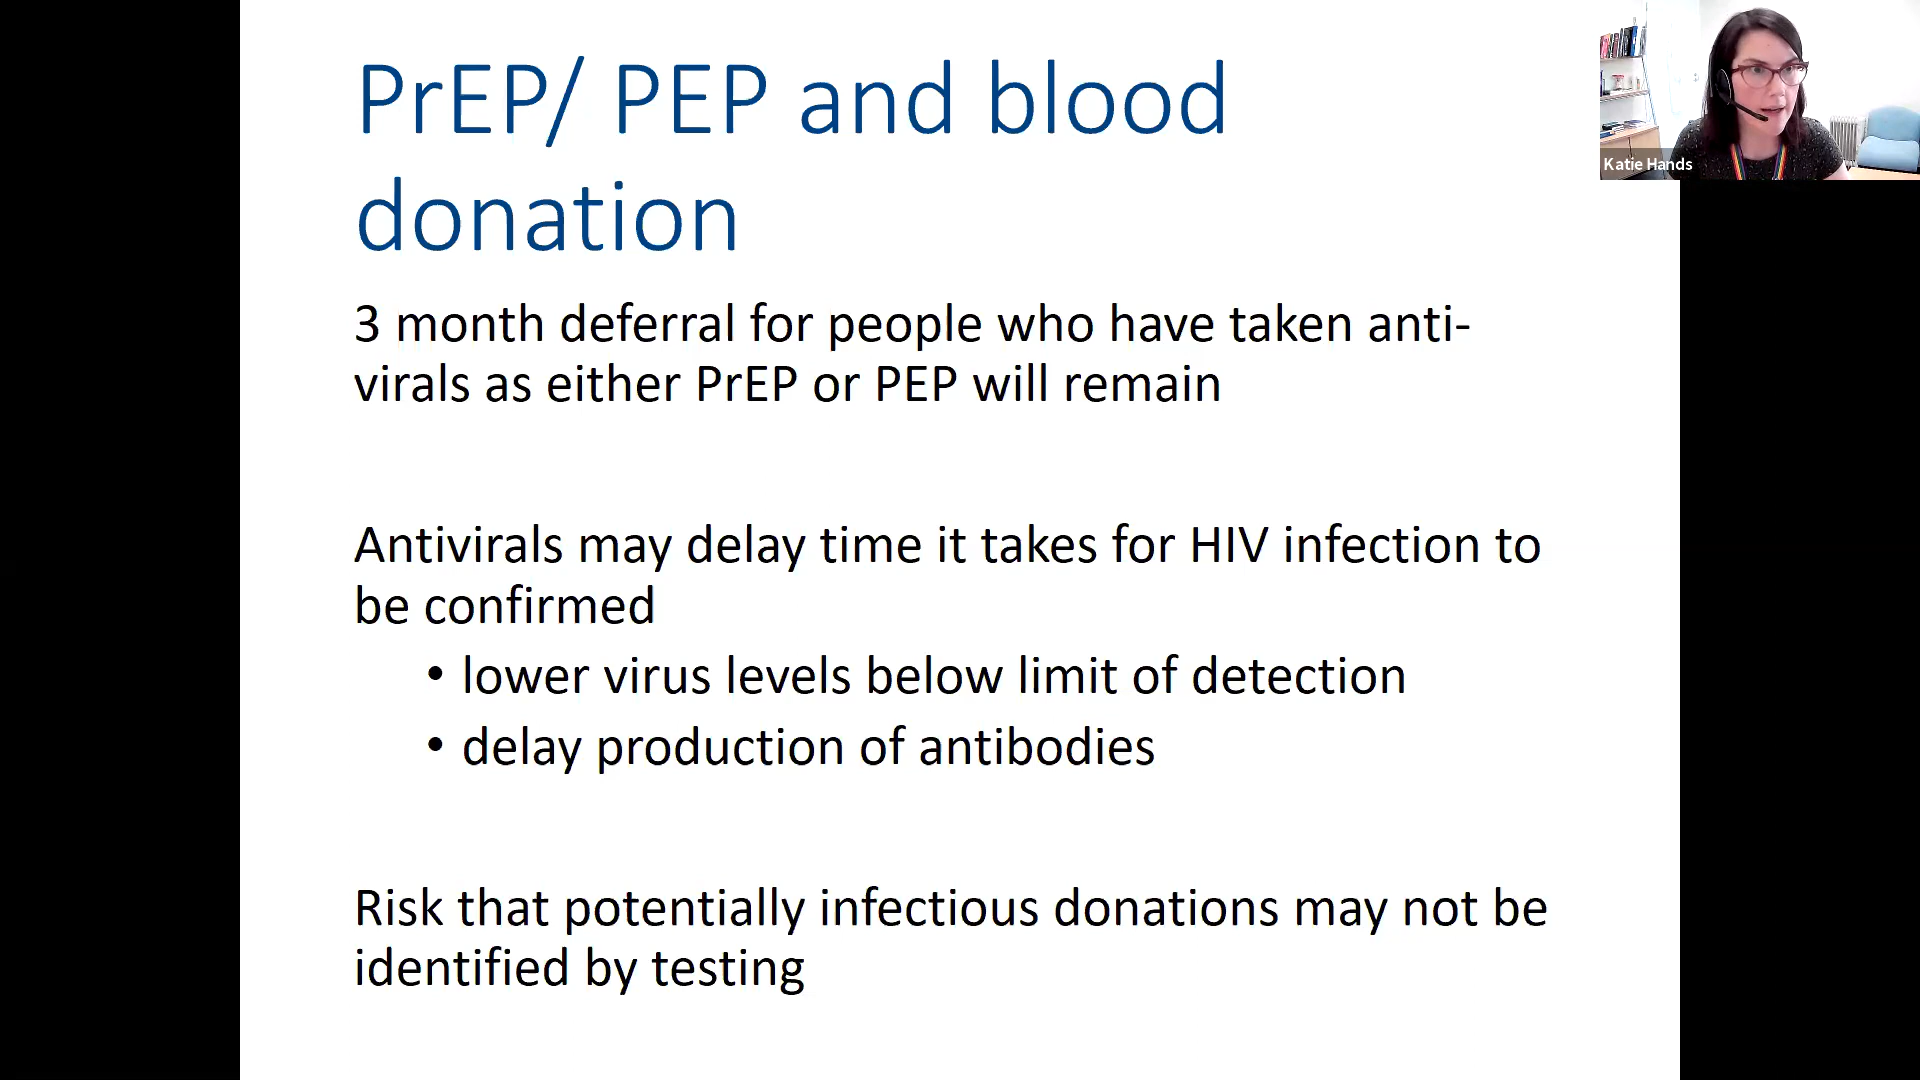 PrEP/ PEP and blood
donation
Katie Hands
3 month deferral for people who have taken anti-
virals as either PrEP or PEP will remain
Antivirals may delay time it takes for HIV infection to
be confirmed
• lower virus levels below limit of detection
• delay production of antibodies
Risk that potentially infectious donations may not be
identified by testing